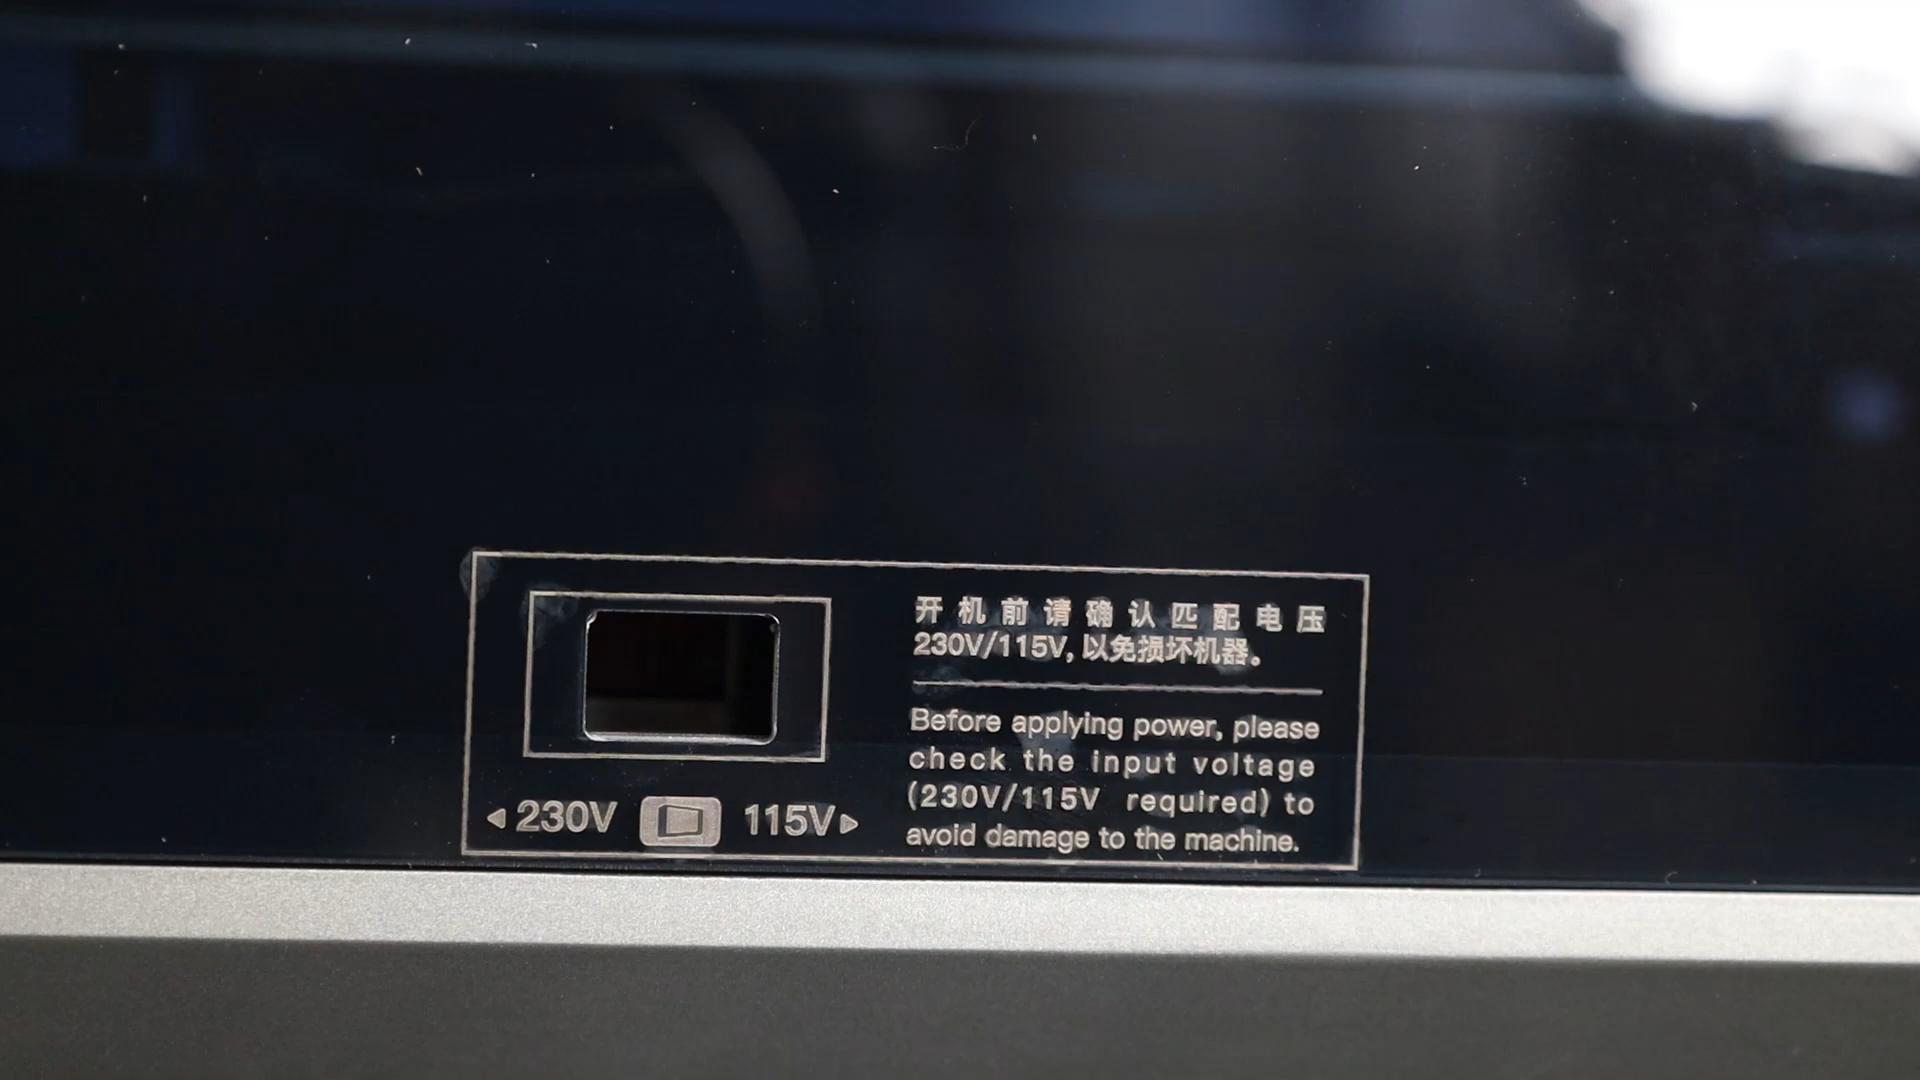 开机前请确认匹配电压
230V/115V, 以免损坏机器。
Before applying power, please
check the input voltage
(230V/115V required) to
avoid damage to the machine.
◀230V 115V▶